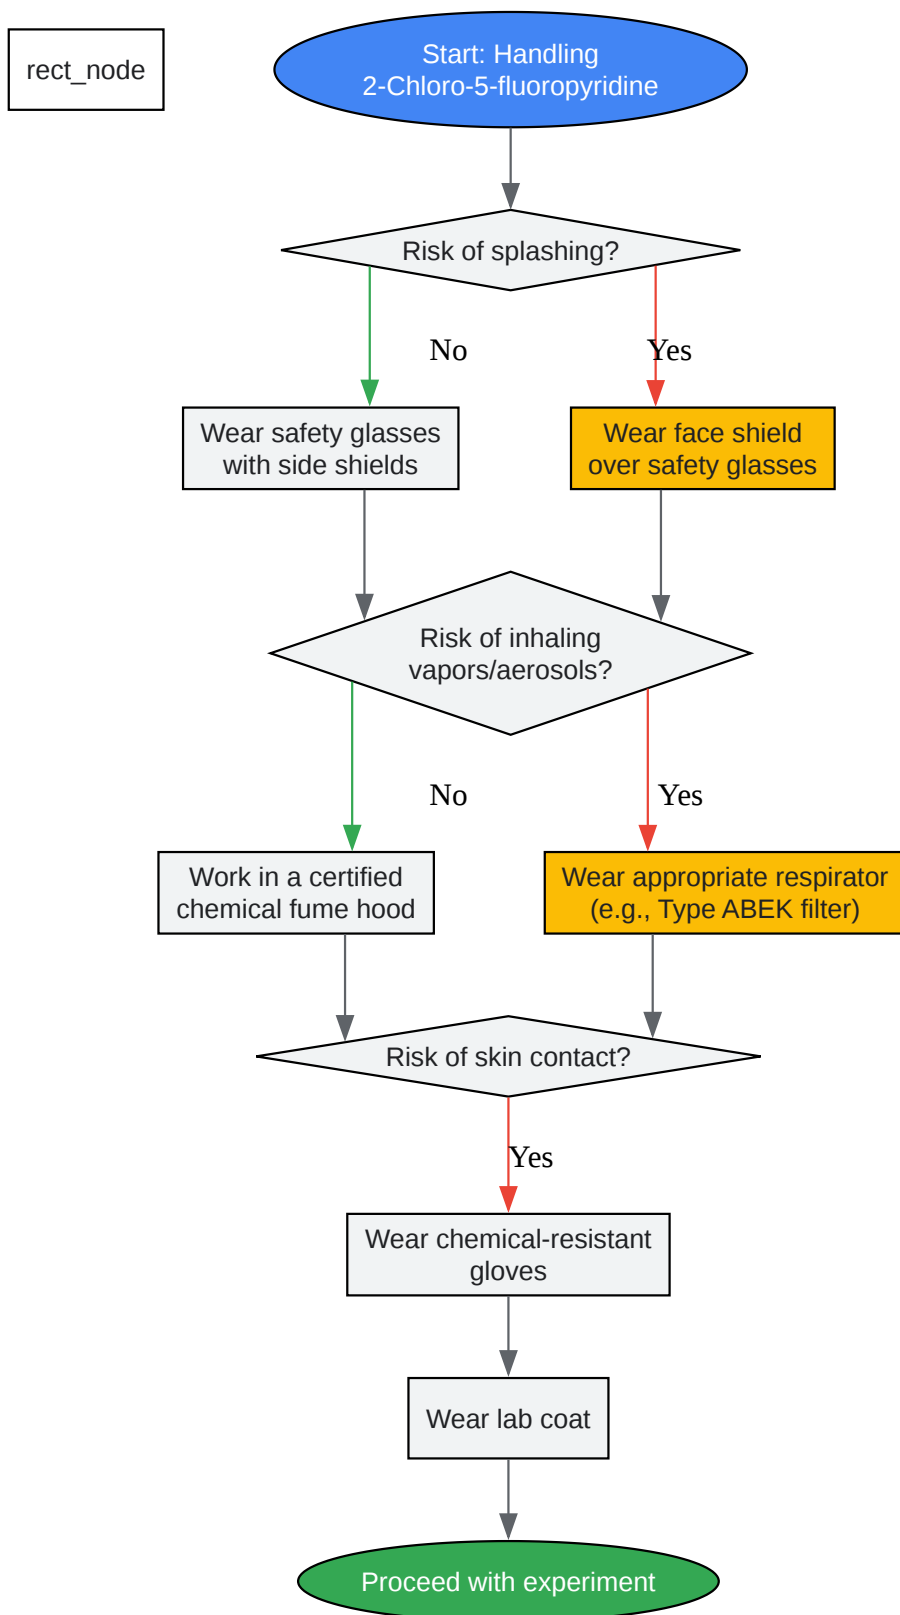 rect_node
Start: Handling
2-Chloro-5-fluoropyridine
Risk of splashing?
No
Yes
Wear safety glasses
with side shields
Wear face shield
over safety glasses
Risk of inhaling
vapors/aerosols?
No
Yes
Work in a certified
chemical fume hood
Wear appropriate respirator
(e.g., Type ABEK filter)
Risk of skin contact?
Yes
Wear chemical-resistant
gloves
Wear lab coat
Proceed with experiment